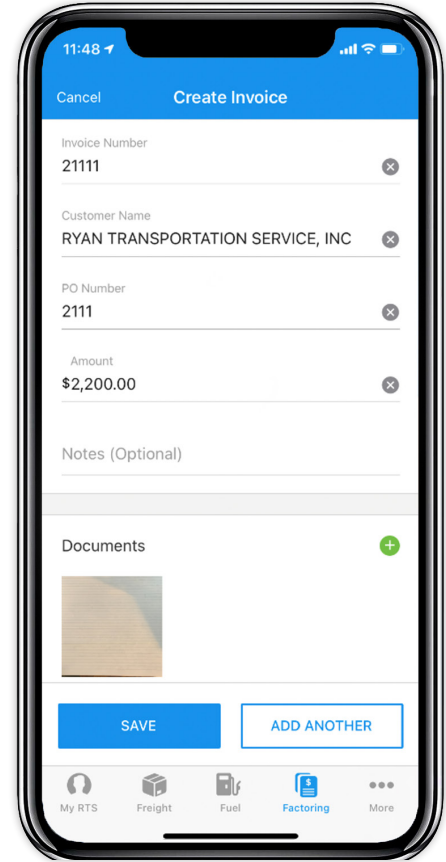 11:48
Cancel Create Invoice
Invoice Number
21111
Customer Name
RYAN TRANSPORTATION SERVICE, INC
PO Number
2111
Amount
$2,200.00
Notes (Optional)
Documents
SAVE ADD ANOTHER
My RTS Freight Fuel Factoring More